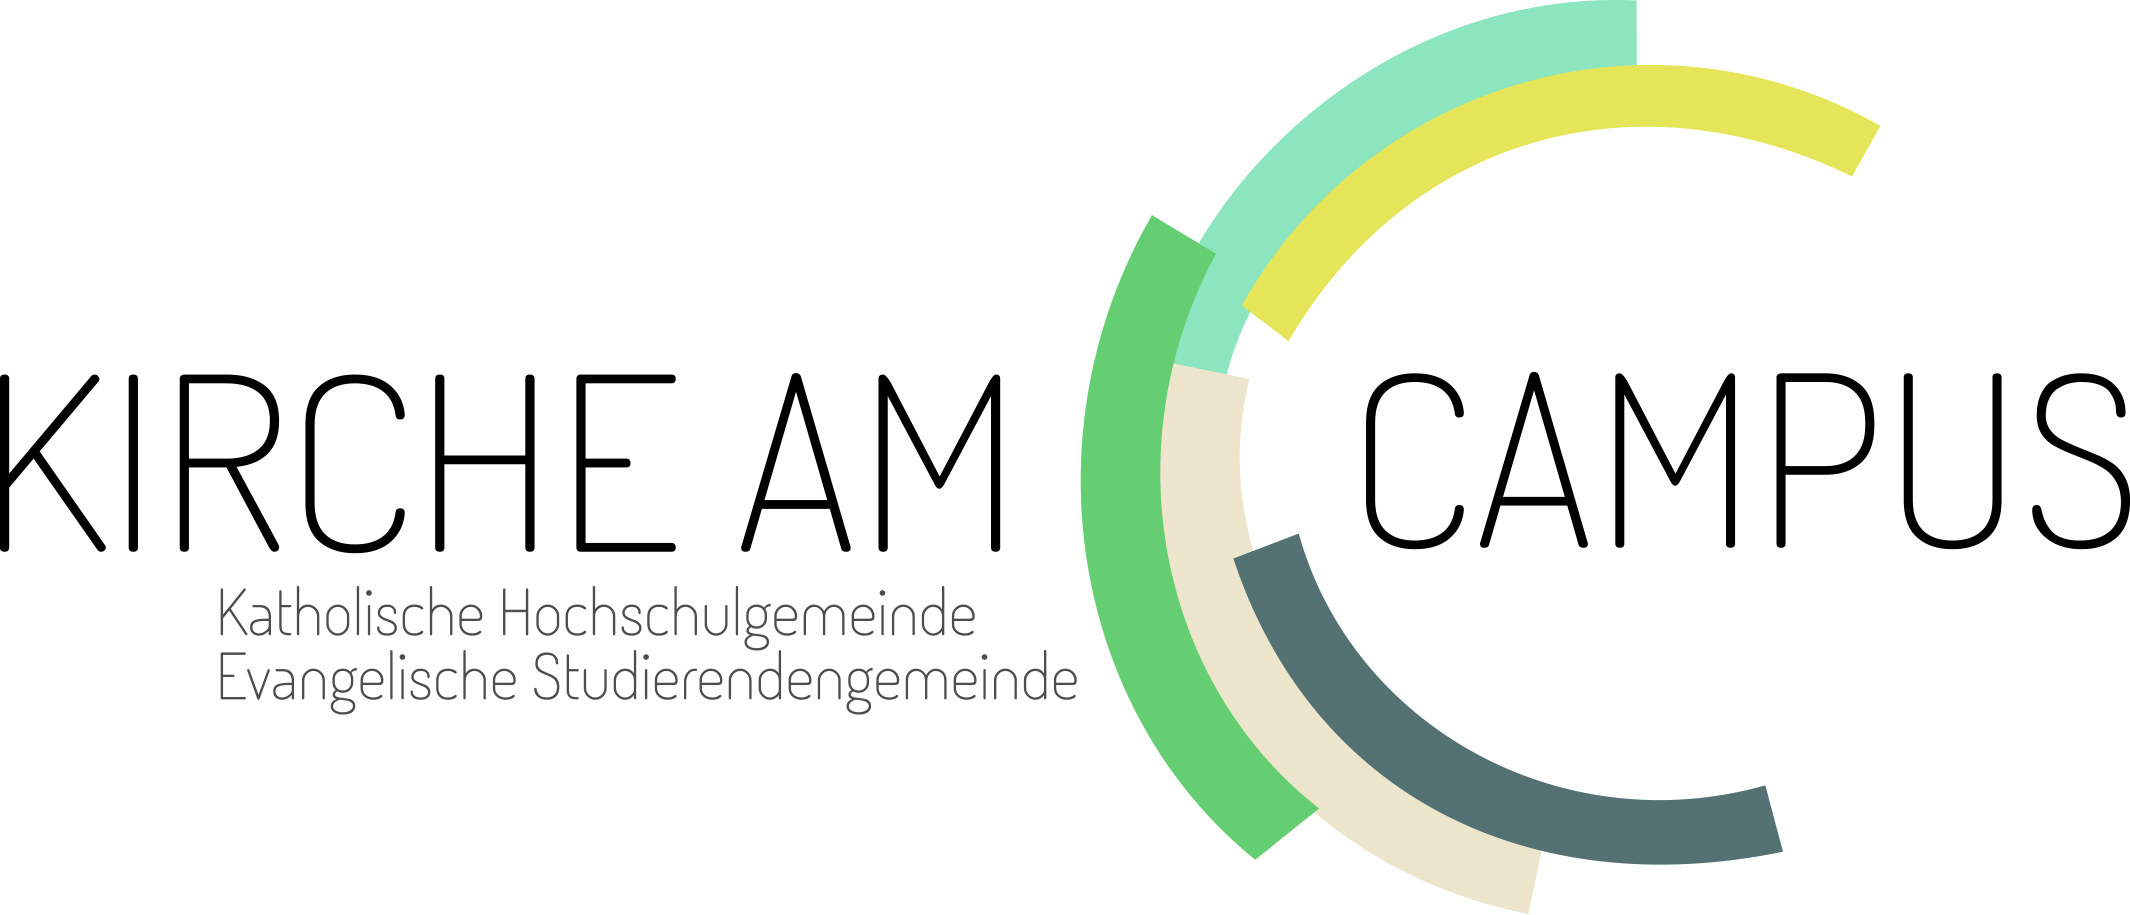 KIRCHE AM CAMPUS
Katholische Hochschulgemeinde
Evangelische Studierendengemeinde